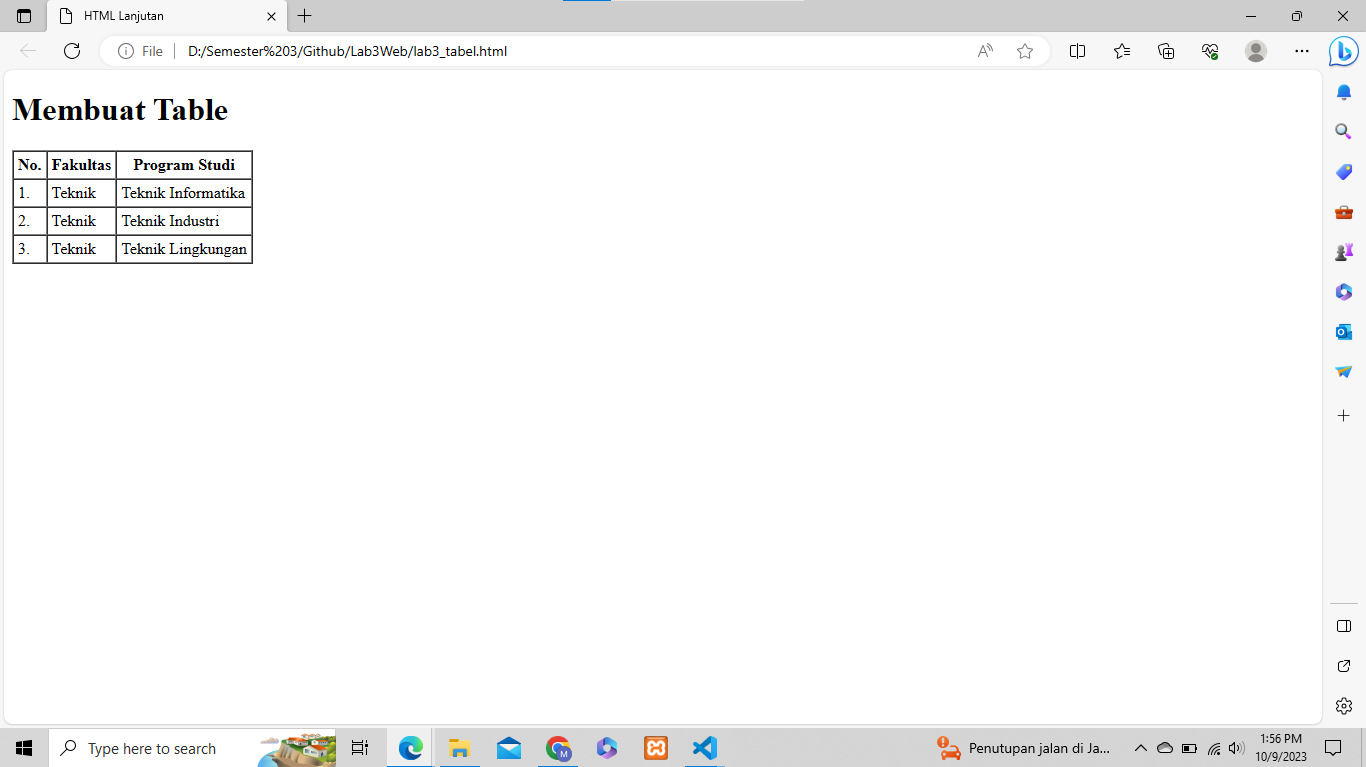 HTML Lanjutan
File
D:/Semester%203/Github/Lab3Web/lab3_tabel.html
Membuat Table
No. Fakultas Program Studi
1. Teknik Teknik Informatika
2. Teknik Teknik Industri
3. Teknik Teknik Lingkungan
Type here to search
Penutupan jalan di Ja...
1:56 PM
10/9/2023